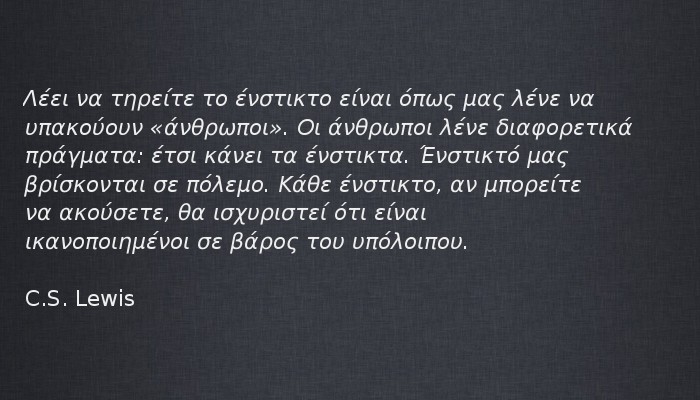 Λέει να τηρείτε το ένστικτο είναι όπως μας λένε να
υπακούουν «άνθρωποι». Οι άνθρωποι λένε διαφορετικά
πράγματα: έτσι κάνει τα ένστικτα. Ένστικτό μας
βρίσκονται σε πόλεμο. Κάθε ένστικτο, αν μπορείτε
να ακούσετε, θα ισχυριστεί ότι είναι
ικανοποιημένοι σε βάρος του υπόλοιπου.
C.S. Lewis